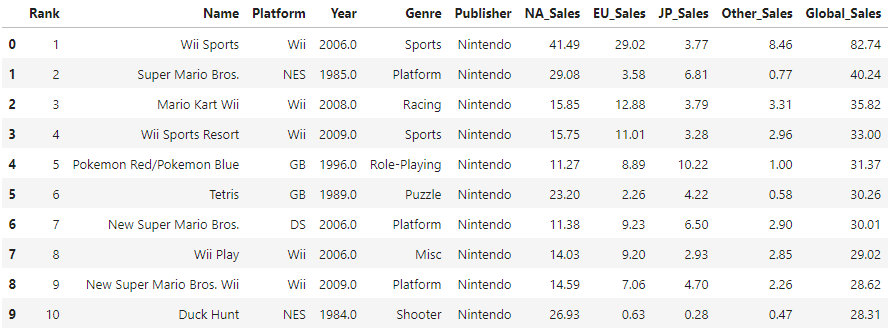 Rank Name Platform Year Genre Publisher NA_Sales EU_Sales JP_Sales Other_Sales Global_Sales
0 1 Wii Sports Wii 2006.0 Sports Nintendo 41.49 29.02 3.77 8.46 82.74
1 2 Super Mario Bros. NES 1985.0 Platform Nintendo 29.08 3.58 6.81 0.77 40.24
2 3 Mario Kart Wii Wii 2008.0 Racing Nintendo 15.85 12.88 3.79 3.31 35.82
3 4 Wii Sports Resort Wii 2009.0 Sports Nintendo 15.75 11.01 3.28 2.96 33.00
4 5 Pokemon Red/Pokemon Blue GB 1996.0 Role-Playing Nintendo 11.27 8.89 10.22 1.00 31.37
5 6 Tetris GB 1989.0 Puzzle Nintendo 23.20 2.26 4.22 0.58 30.26
6 7 New Super Mario Bros. DS 2006.0 Platform Nintendo 11.38 9.23 6.50 2.90 30.01
7 8 Wii Play Wii 2006.0 Misc Nintendo 14.03 9.20 2.93 2.85 29.02
8 9 New Super Mario Bros. Wii Wii 2009.0 Platform Nintendo 14.59 7.06 4.70 2.26 28.62
9 10 Duck Hunt NES 1984.0 Shooter Nintendo 26.93 0.63 0.28 0.47 28.31